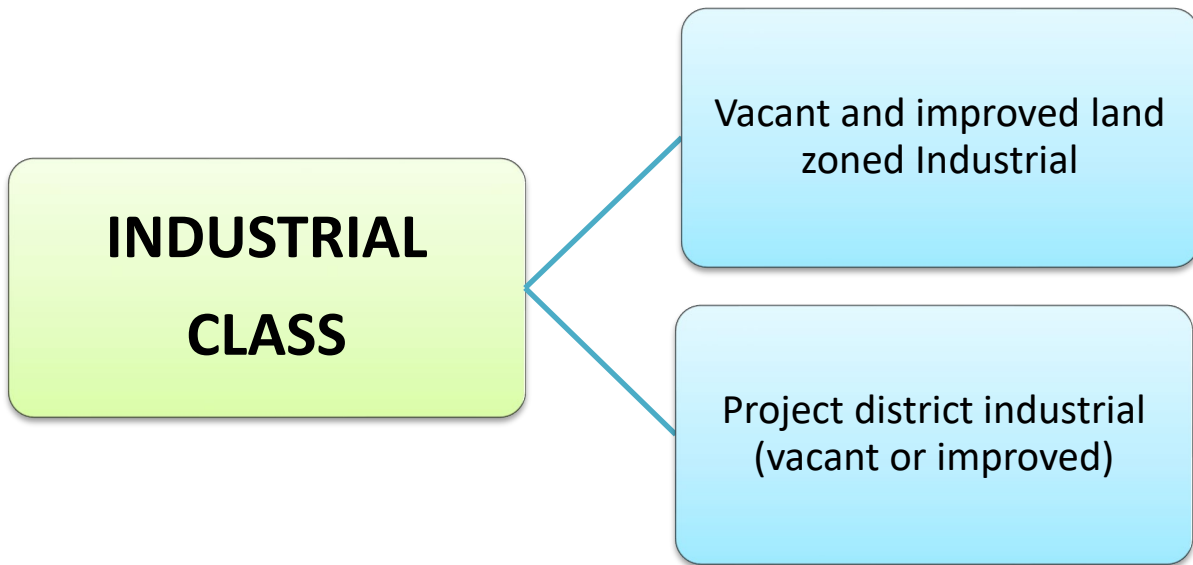 INDUSTRIAL
CLASS
Vacant and improved land
zoned Industrial
Project district industrial
(vacant or improved)